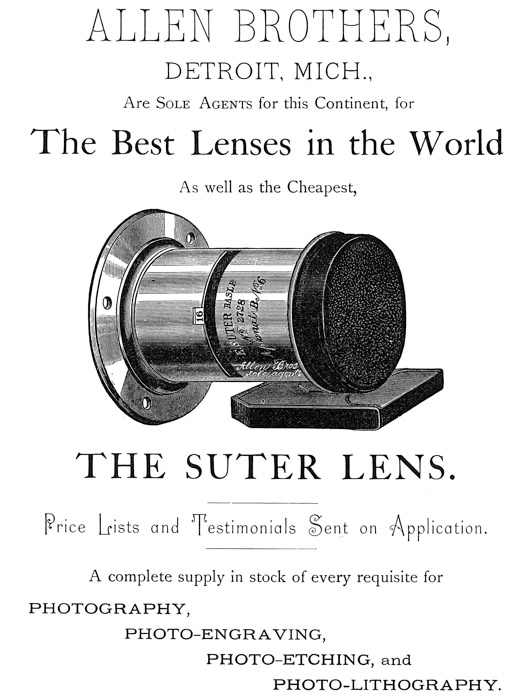 ALLEN BROTHERS,
DETROIT, MICH.,
Are SOLE AGENTS for this Continent, for
The Best Lenses in the World
As well as the Cheapest,
16
E. SUTER BASLE
No 2728
B No 6
Allen Bros
sole agents
THE SUTER LENS.
Price Lists and Testimonials Sent on Application.
A complete supply in stock of every requisite for
PHOTOGRAPHY,
PHOTO-ENGRAVING,
PHOTO-ETCHING, and
PHOTO-LITHOGRAPHY.